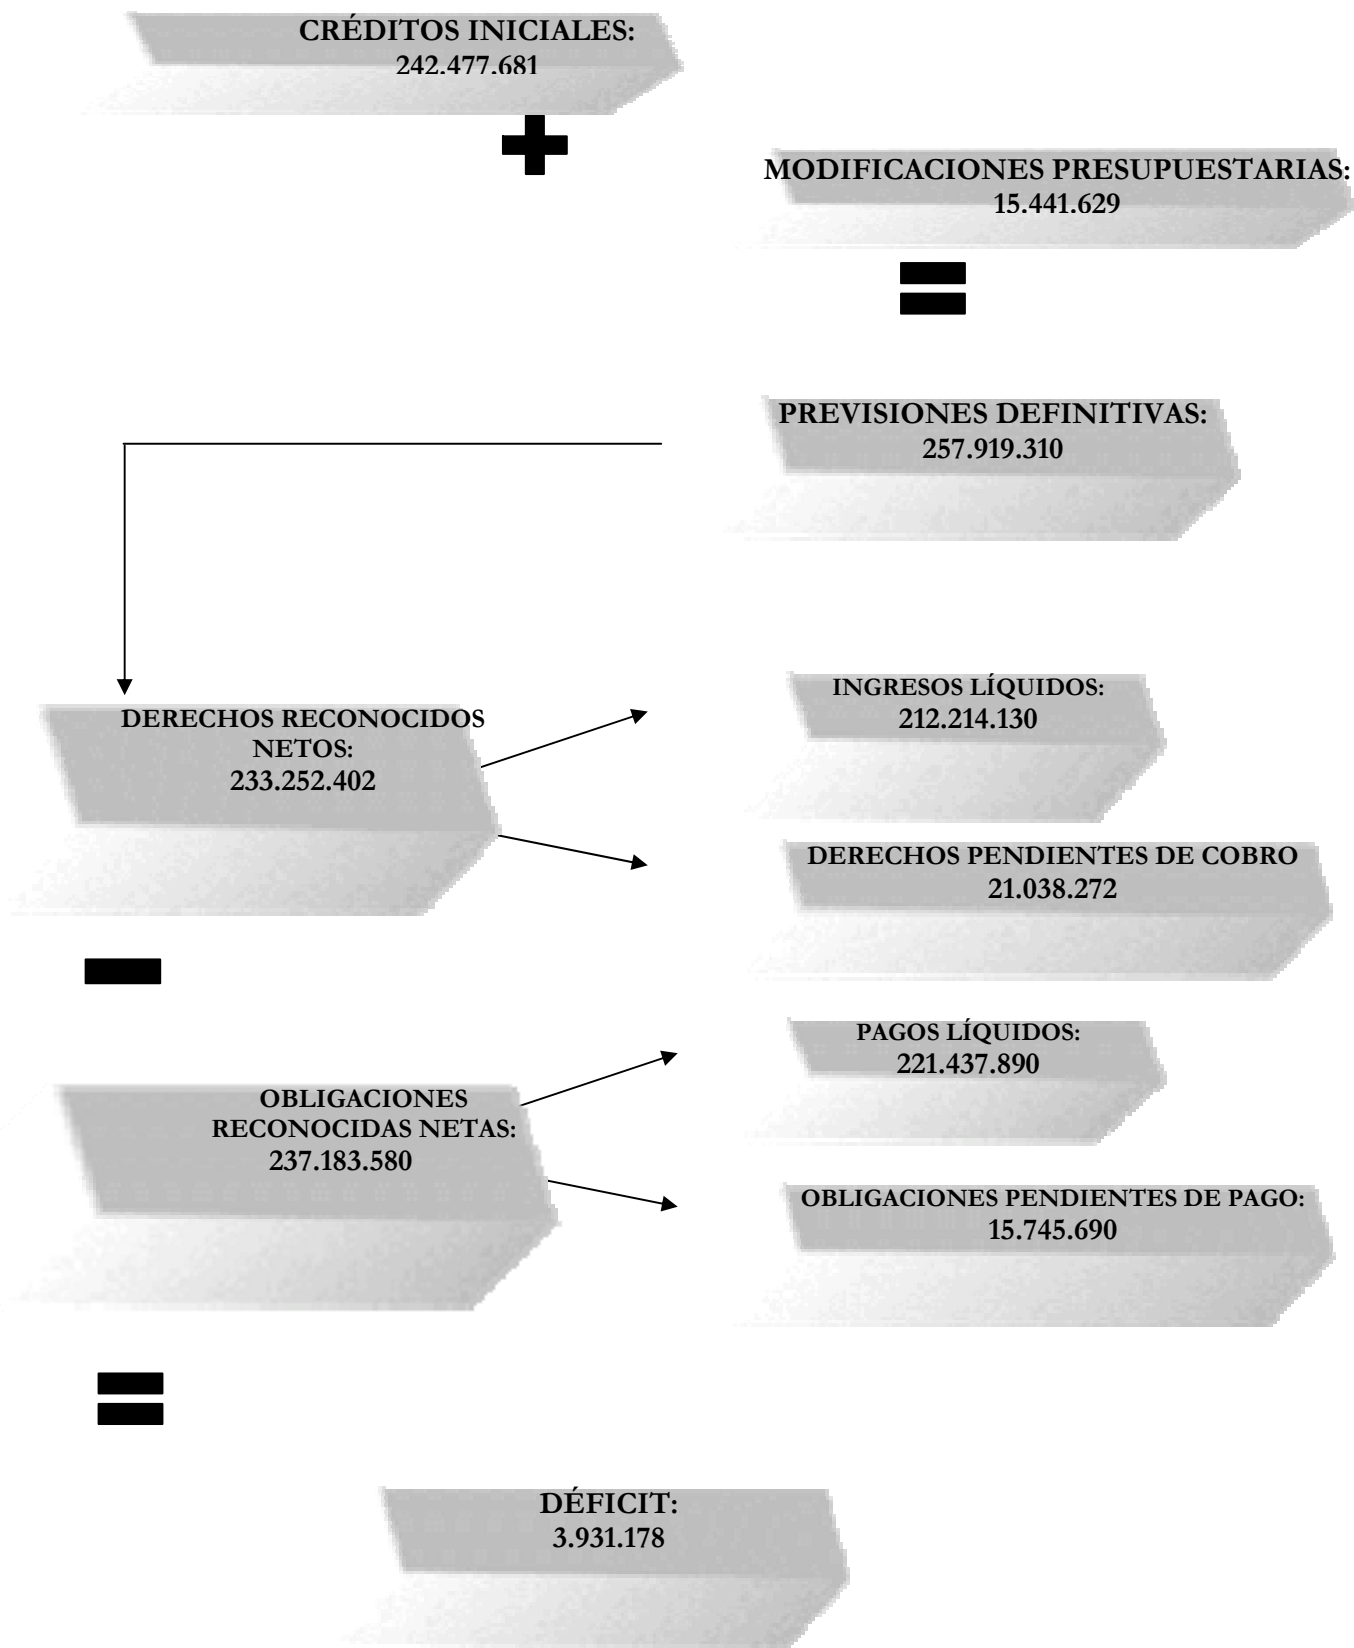 CRÉDITOS INICIALES:
242.477.681
MODIFICACIONES PRESUPUESTARIAS:
15.441.629
PREVISIONES DEFINITIVAS:
257.919.310
DERECHOS RECONOCIDOS
NETOS:
233.252.402
INGRESOS LÍQUIDOS:
212.214.130
DERECHOS PENDIENTES DE COBRO
21.038.272
OBLIGACIONES
RECONOCIDAS NETAS:
237.183.580
PAGOS LÍQUIDOS:
221.437.890
OBLIGACIONES PENDIENTES DE PAGO:
15.745.690
DÉFICIT:
3.931.178